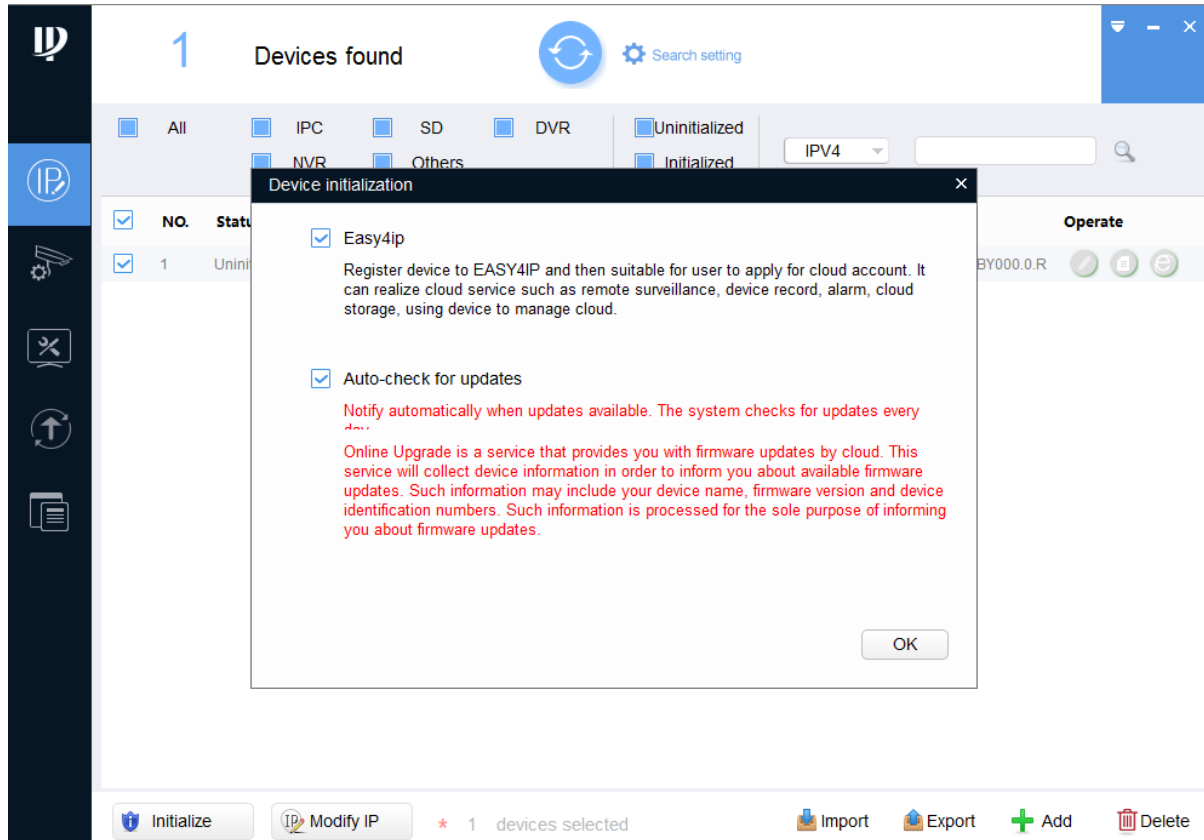 1 Devices found
Search setting
All IPC SD DVR Uninitialized
NVR Others Initialized
IPV4
Device initialization
NO. Operate
1 BY000.0.R
Easy4ip
Register device to EASY4IP and then suitable for user to apply for cloud account. It
can realize cloud service such as remote surveillance, device record, alarm, cloud
storage, using device to manage cloud.
Auto-check for updates
Notify automatically when updates available. The system checks for updates every
day
Online Upgrade is a service that provides you with firmware updates by cloud. This
service will collect device information in order to inform you about available firmware
updates. Such information may include your device name, firmware version and device
identification numbers. Such information is processed for the sole purpose of informing
you about firmware updates.
OK
Initialize Modify IP * 1 devices selected Import Export Add Delete